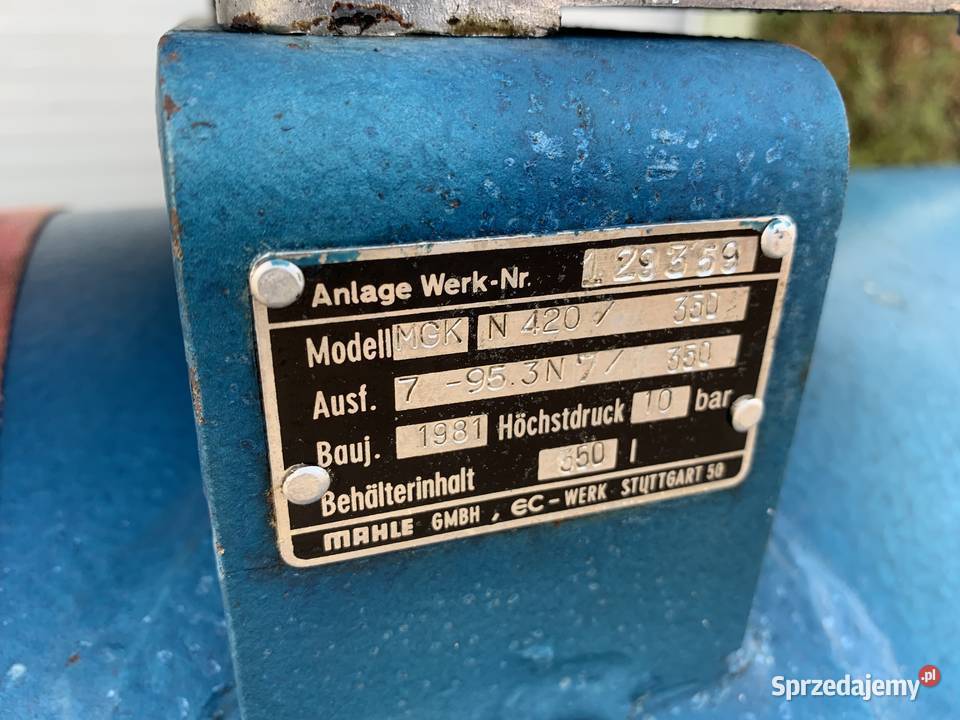 Anlage Werk-Nr. 129359
Modell MGK N 420 / 350
Ausf. 7 -95.3N 7/ 350
Bauj. 1981 Höchstdruck 10 bar
Behälterinhalt 350 l
MAHLE GMBH, EC-WERK STUTTGART 50
Sprzedajemy.pl